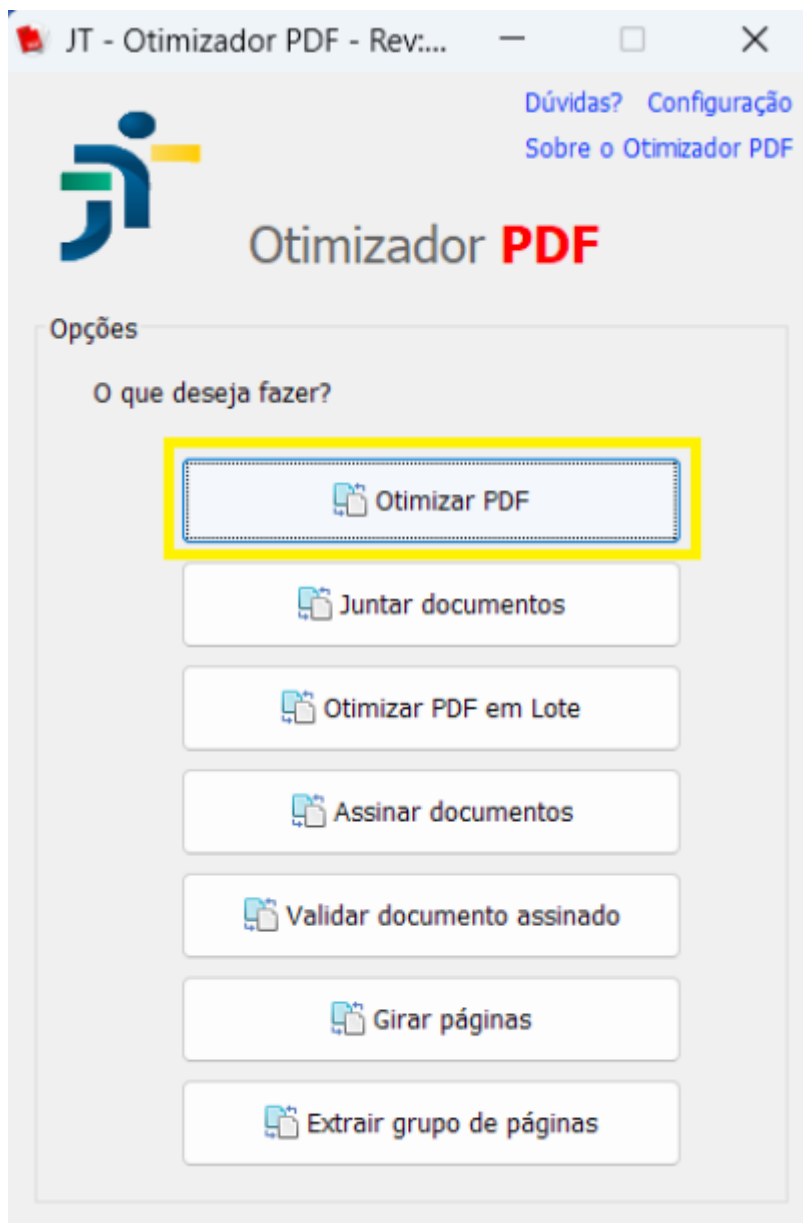 JT - Otimizador PDF - Rev:...
Dúvidas? Configuração
Sobre o Otimizador PDF
Otimizador PDF
Opções
O que deseja fazer?
Otimizar PDF
Juntar documentos
Otimizar PDF em Lote
Assinar documentos
Validar documento assinado
Girar páginas
Extrair grupo de páginas